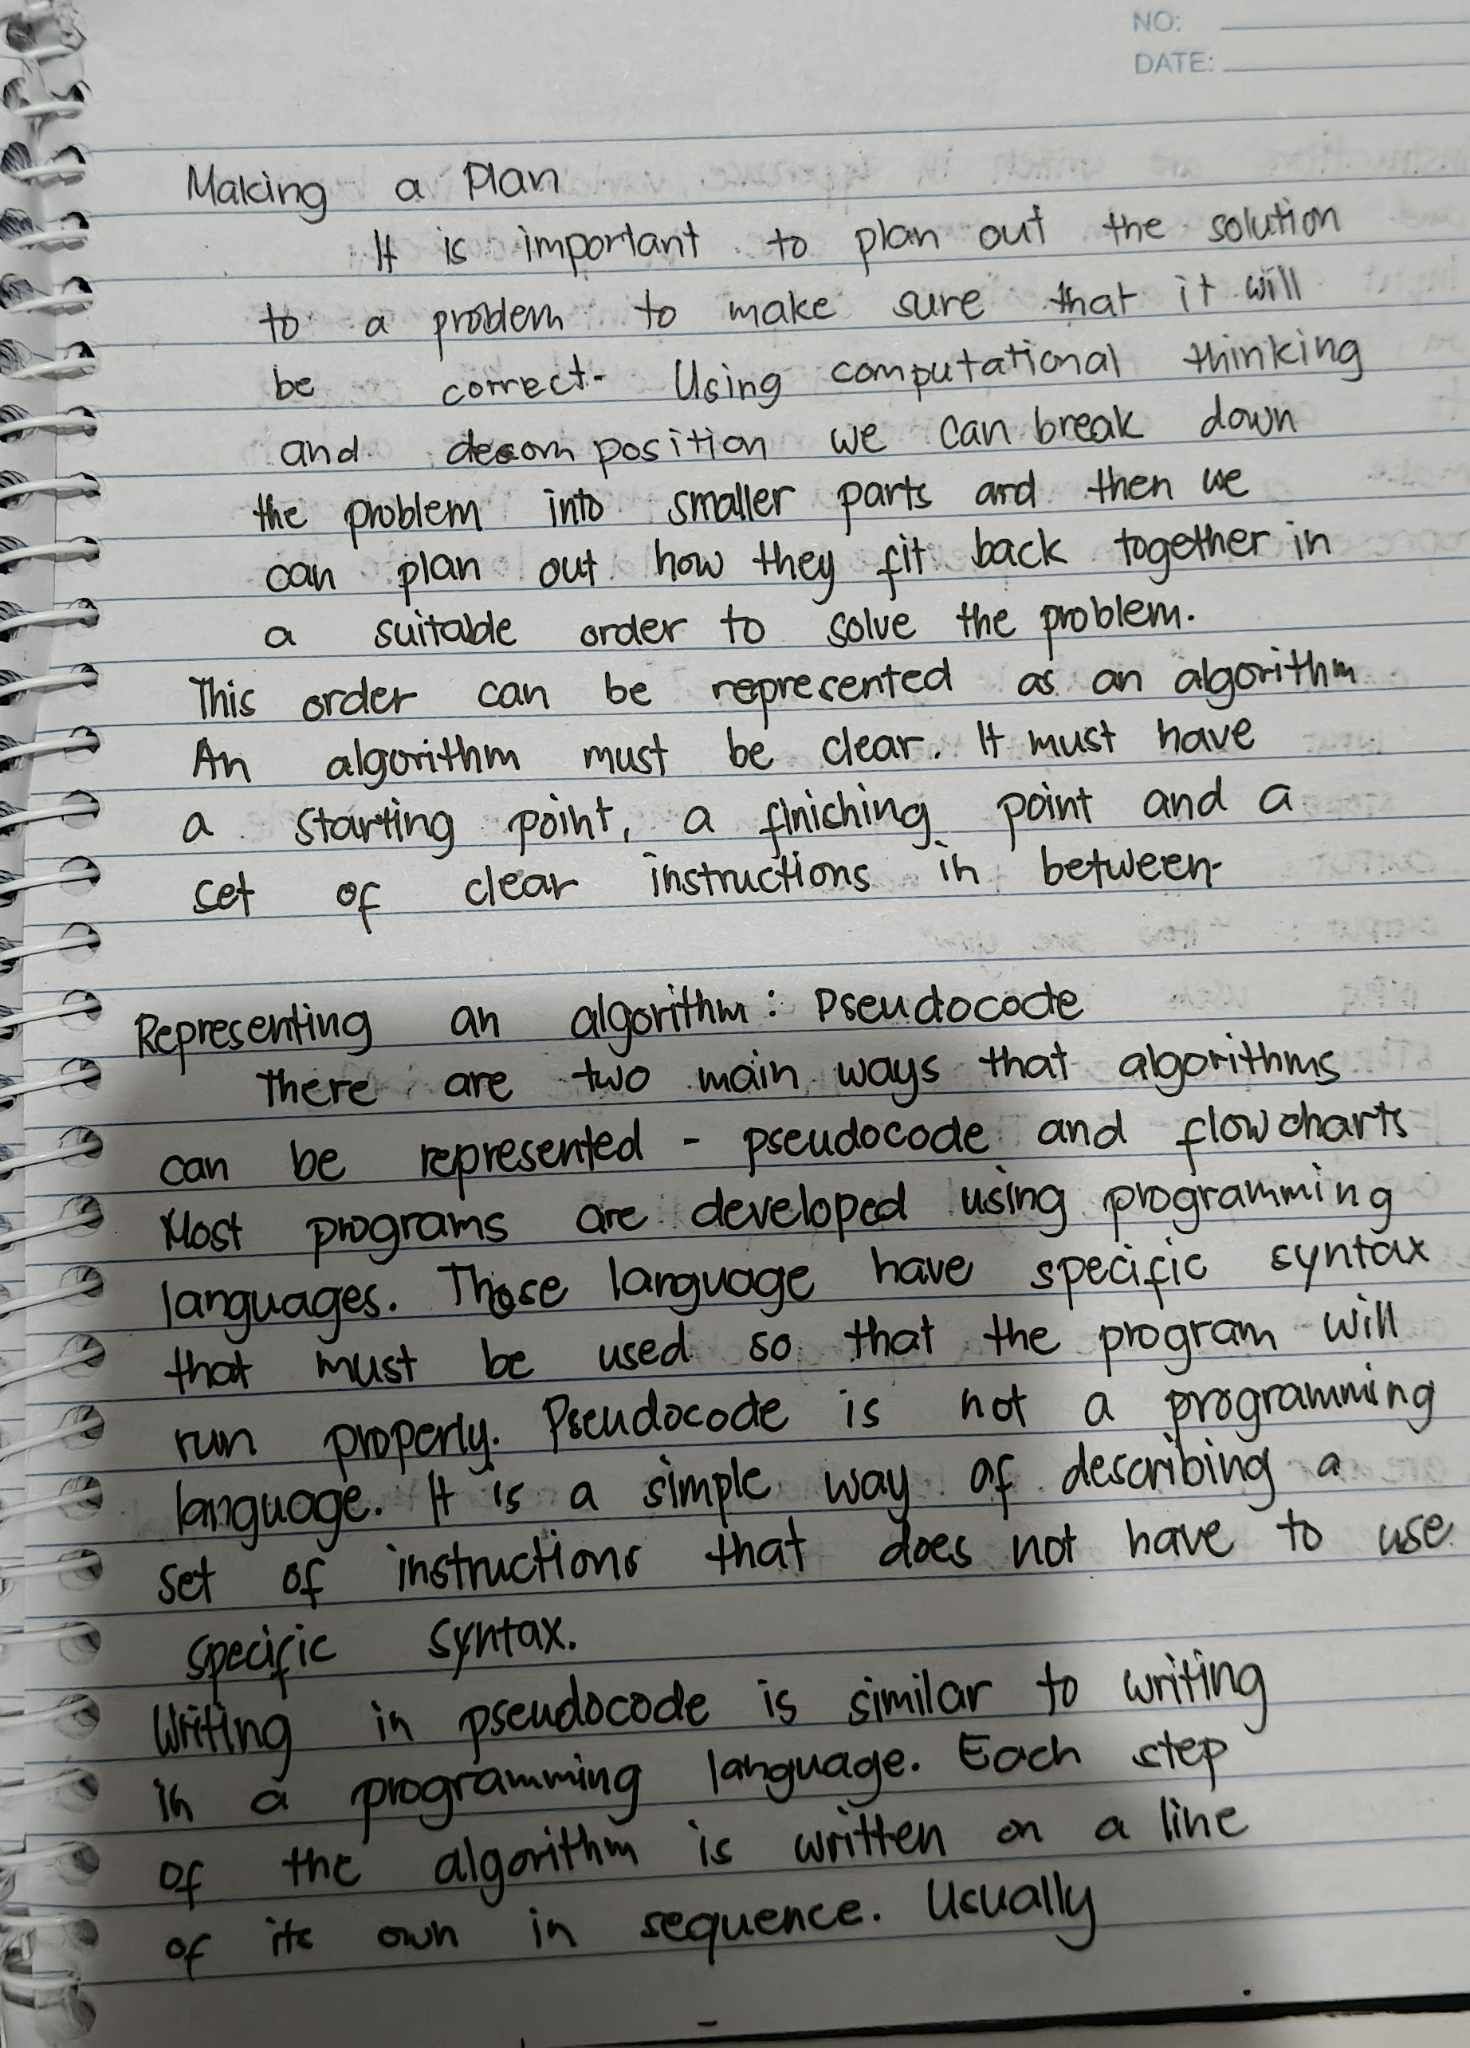 NO:
DATE:
Making a Plan
It is important to plan out the solution
to a problem to make sure that it will
be correct. Using computational thinking
and decomposition we can break down
the problem into smaller parts and then we
can plan out how they fit back together in
a suitable order to solve the problem.
This order can be represented as an algorithm
An algorithm must be clear. It must have
a starting point, a finiching point and a
set of clear instructions in between.
Representing an algorithm: Pseudocode
There are two main ways that algorithms
can be represented - pseudocode and flowcharts
Most programs are developed using programming
languages. Those language have specific syntax
that must be used so that the program will
run properly. Pseudocode is not a programming
language. It is a simple way of describing a
set of instructions that does not have to use
specific syntax.
Writing in pseudocode is similar to writing
in a programming language. Each step
of the algorithm is written on a line
of its own in sequence. Usually